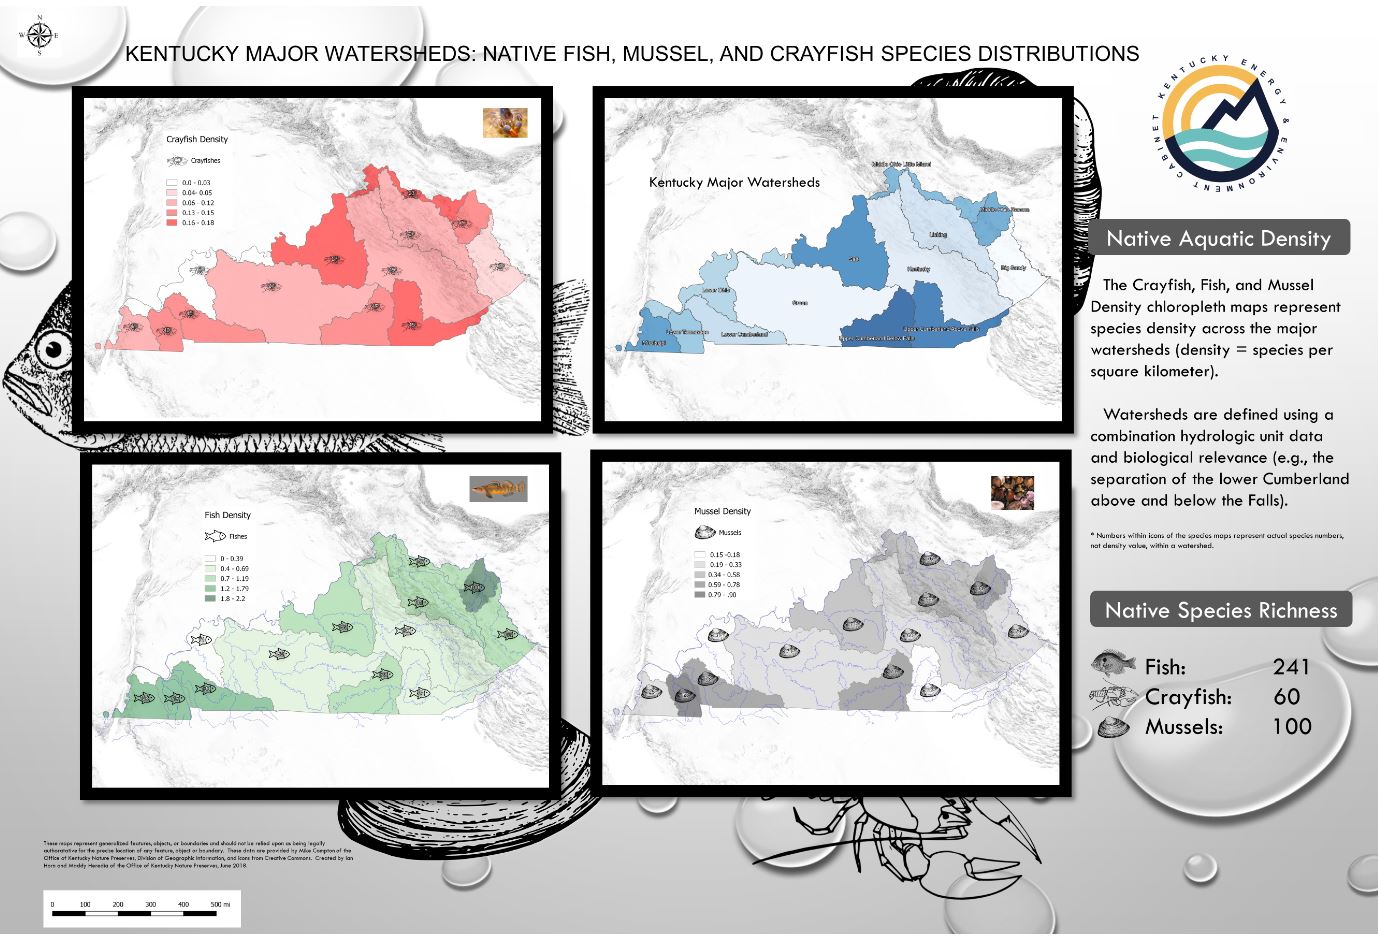 N
W E
S
KENTUCKY MAJOR WATERSHEDS: NATIVE FISH, MUSSEL, AND CRAYFISH SPECIES DISTRIBUTIONS
KENTUCKY ENERGY & ENVIRONMENT CABINET
Crayfish Density
Crayfishes
0.0 - 0.03
0.04- 0.05
0.06 - 0.12
0.13 - 0.15
0.16 - 0.18
Kentucky Major Watersheds
Middle Ohio-Little Miami
Licking
Big Sandy
Salt
Kentucky
Lower Ohio
Green
Lower Tennessee
Lower Cumberland
Mississippi
Upper Cumberland Above Falls
Upper Cumberland Below Falls
Native Aquatic Density
The Crayfish, Fish, and Mussel
Density chloropleth maps represent
species density across the major
watersheds (density = species per
square kilometer).
Watersheds are defined using a
combination hydrologic unit data
and biological relevance (e.g., the
separation of the lower Cumberland
above and below the Falls).
* Numbers within icons of the species maps represent actual species numbers,
not density value, within a watershed.
Fish Density
Fishes
0 - 0.39
0.4 - 0.69
0.7 - 1.19
1.2 - 1.79
1.8 - 2.2
Mussel Density
Mussels
0.15 -0.18
0.19 - 0.33
0.34 - 0.58
0.59 - 0.78
0.79 - .90
Native Species Richness
Fish: 241
Crayfish: 60
Mussels: 100
These maps represent generalized features, objects, or boundaries and should not be relied upon as being legally
authoratative for the precise location of any feature, object or boundary. These data are provided by Mike Compton of the
Office of Kentucky Nature Preserves, Division of Geographic Information, and icons from Creative Commons. Created by Ian
Horn and Maddy Heredia of the Office of Kentucky Nature Preserves, June 2018.
0 100 200 300 400 500 mi